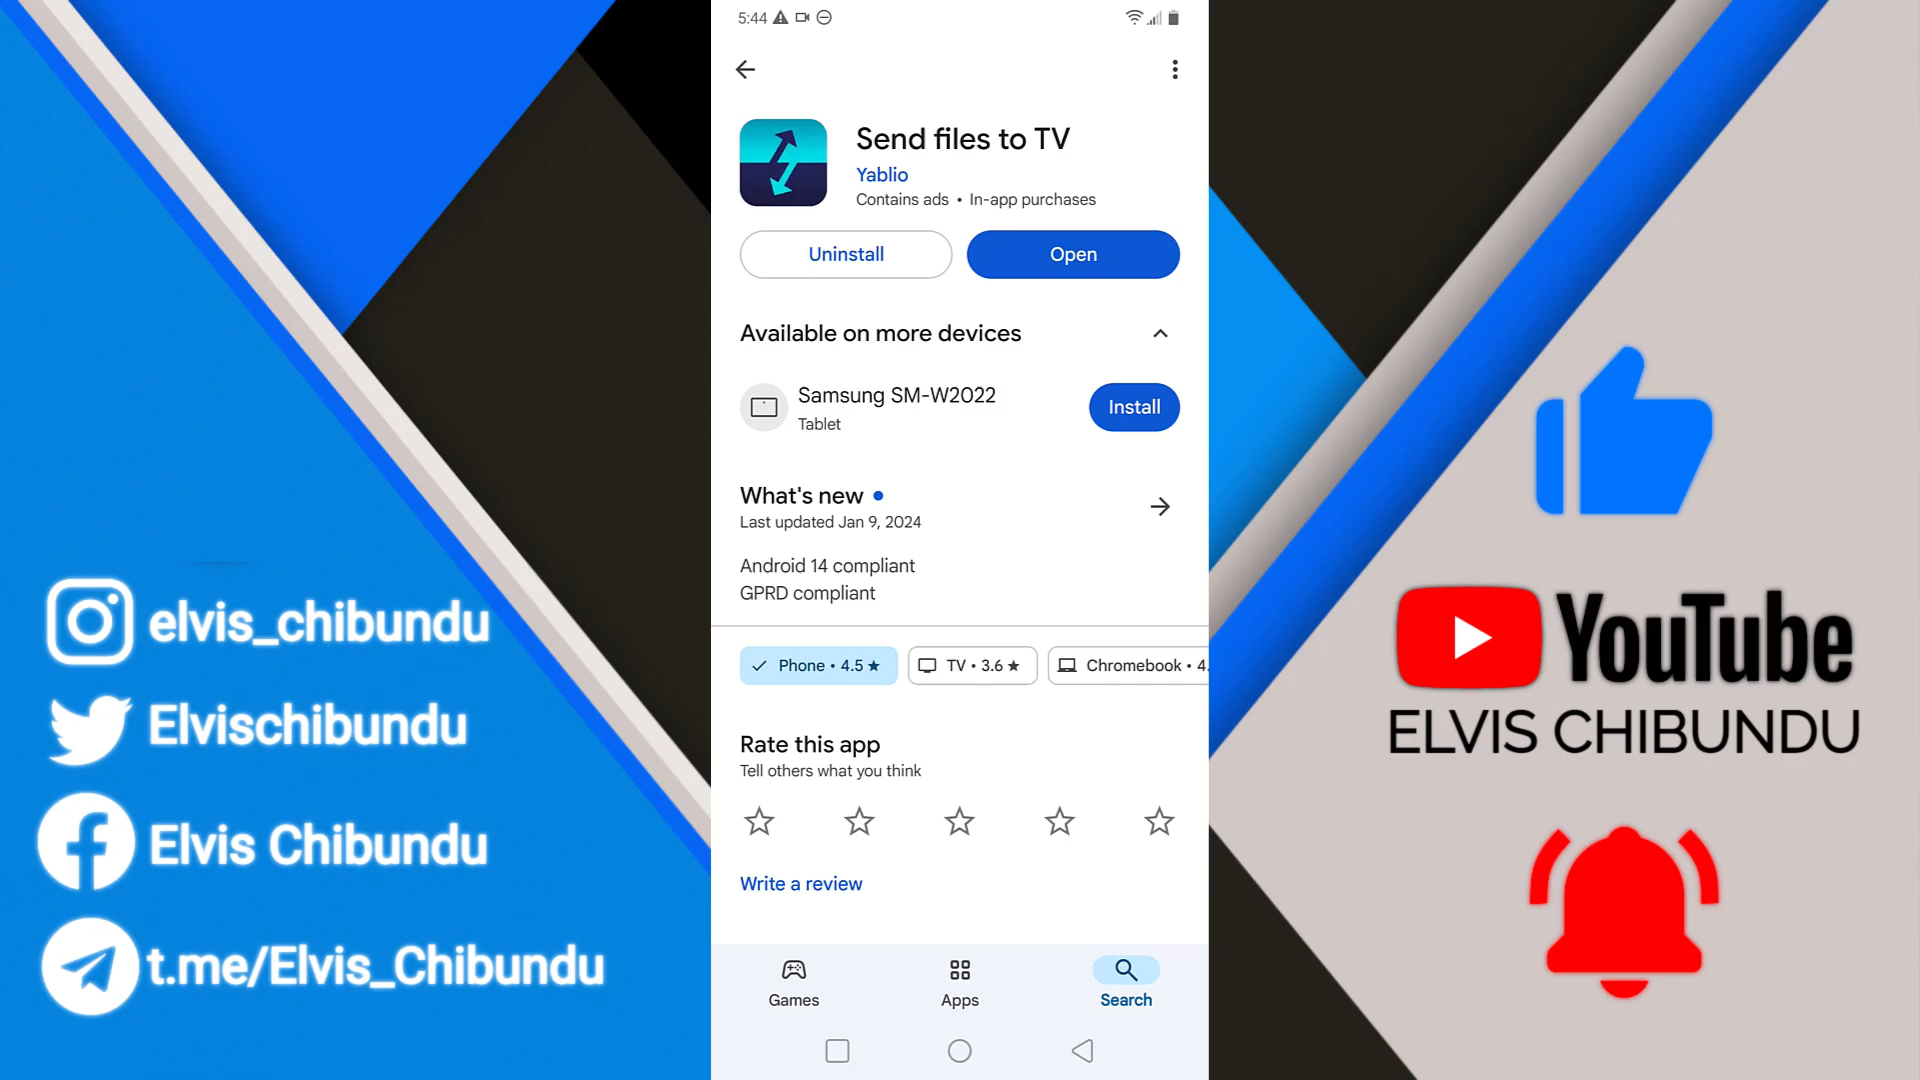 5:44
Send files to TV
Yablio
Contains ads • In-app purchases
Uninstall
Open
Available on more devices
Samsung SM-W2022
Tablet
Install
What's new
Last updated Jan 9, 2024
Android 14 compliant
GPRD compliant
Phone • 4.5 ★
TV • 3.6 ★
Chromebook • 4.
Rate this app
Tell others what you think
Write a review
Games
Apps
Search
elvis_chibundu
Elvischibundu
Elvis Chibundu
t.me/Elvis_Chibundu
YouTube
ELVIS CHIBUNDU